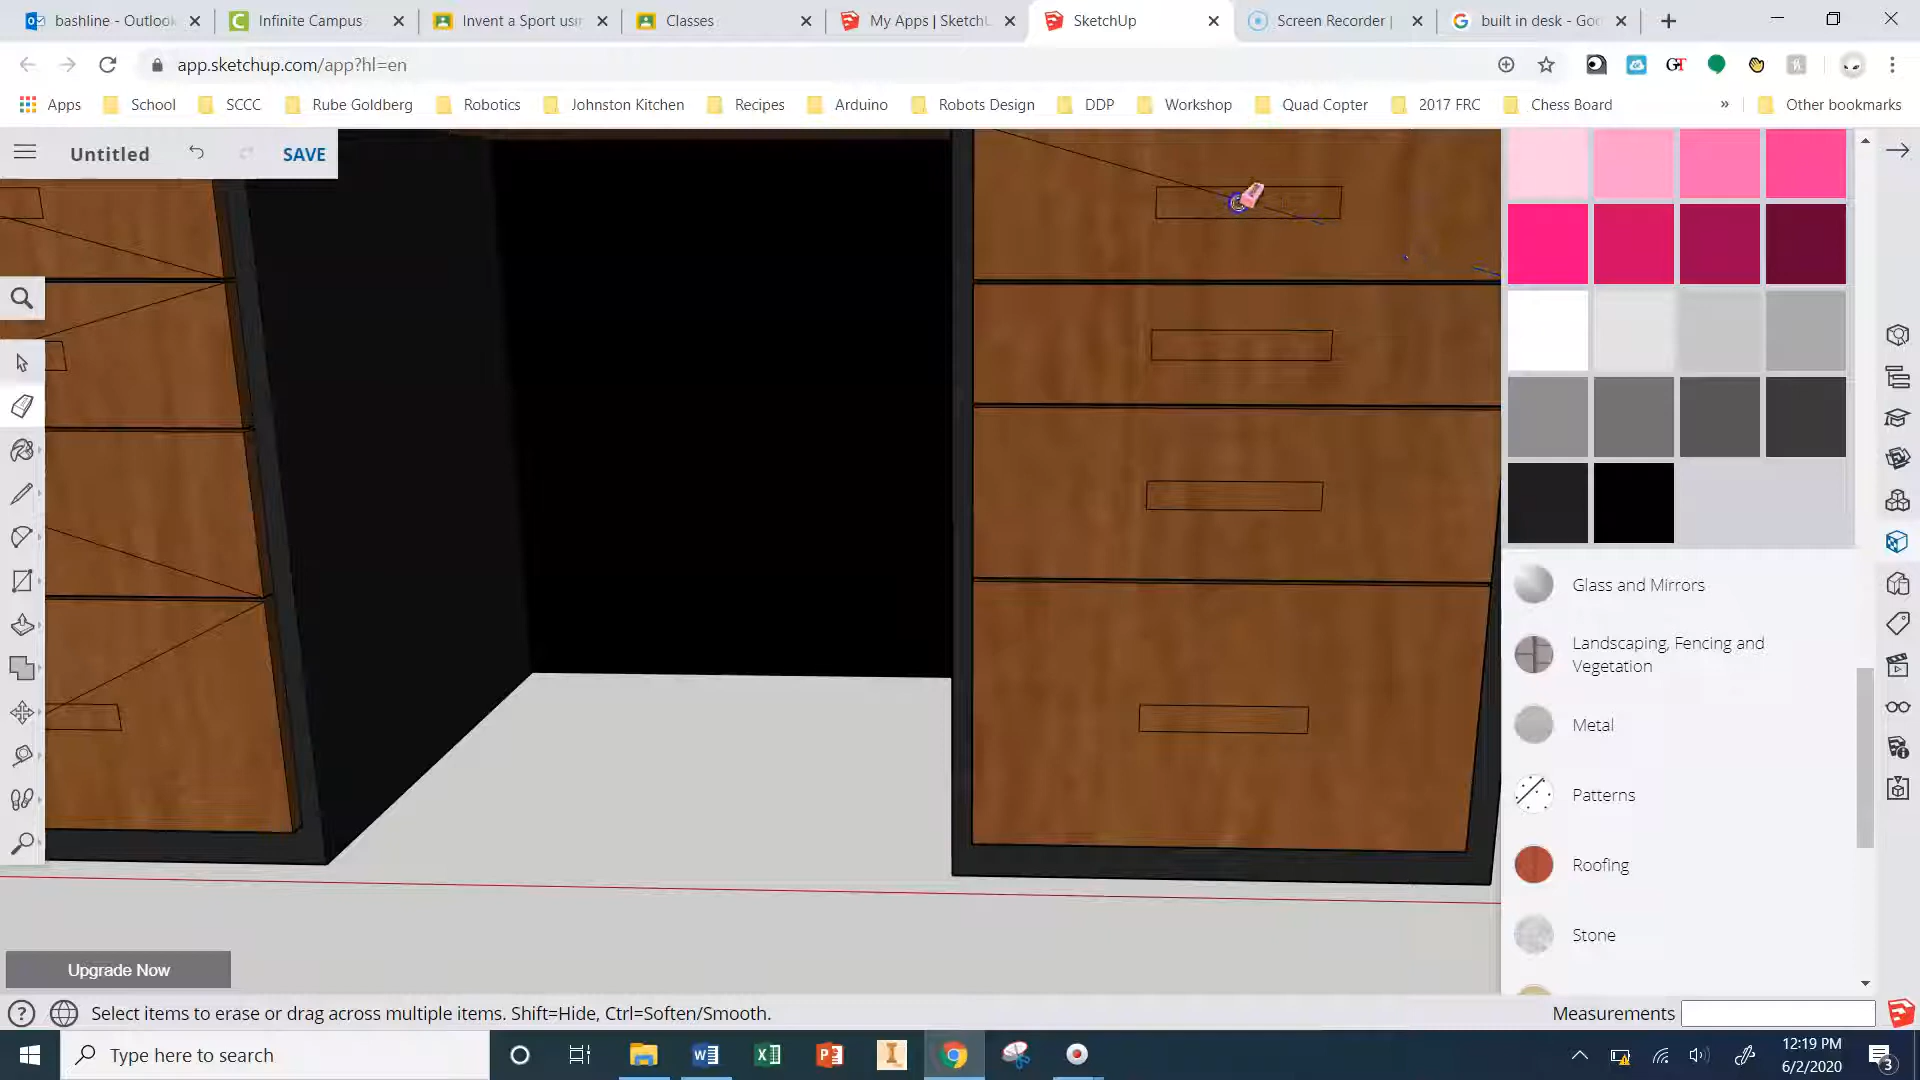 bashline - Outlook
Infinite Campus
Invent a Sport usin
Classes
My Apps | SketchU
SketchUp
Screen Recorder |
built in desk - Goo
app.sketchup.com/app?hl=en
Apps
School
SCCC
Rube Goldberg
Robotics
Johnston Kitchen
Recipes
Arduino
Robots Design
DDP
Workshop
Quad Copter
2017 FRC
Chess Board
»
Other bookmarks
Untitled
SAVE
Glass and Mirrors
Landscaping, Fencing and
Vegetation
Metal
Patterns
Roofing
Stone
Upgrade Now
Select items to erase or drag across multiple items. Shift=Hide, Ctrl=Soften/Smooth.
Measurements
Type here to search
12:19 PM
6/2/2020
3